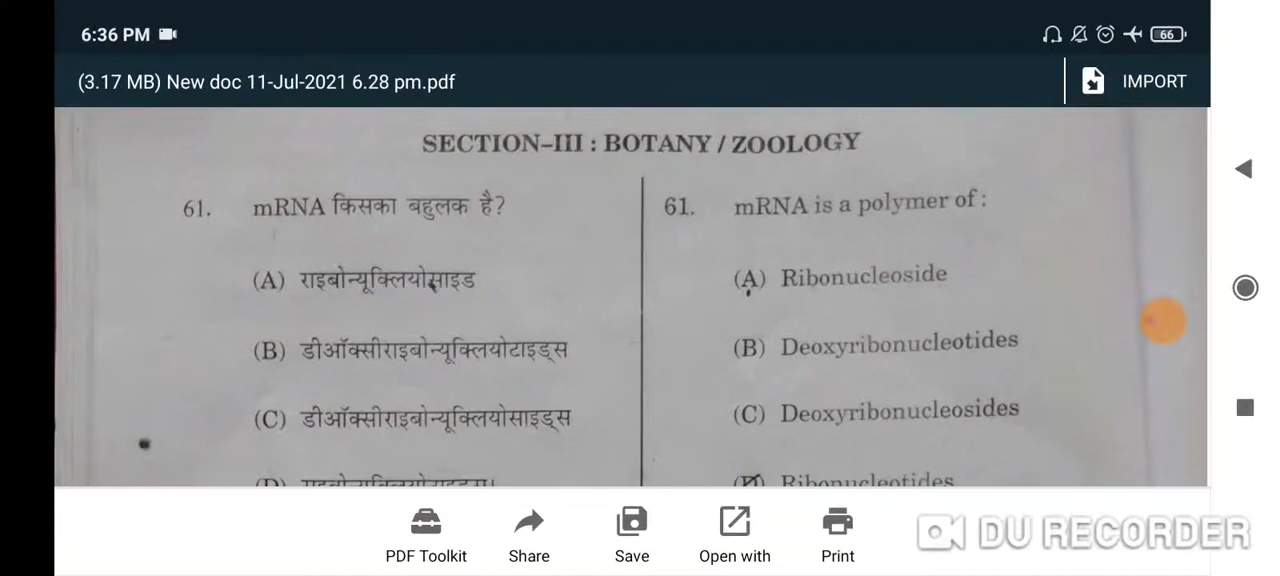 6:36 PM
66
(3.17 MB) New doc 11-Jul-2021 6.28 pm.pdf
IMPORT
SECTION–III : BOTANY / ZOOLOGY
61. mRNA किसका बहुलक है?
(A) राइबोन्यूक्लियोसाइड
(B) डीऑक्सीराइबोन्यूक्लियोटाइड्स
(C) डीऑक्सीराइबोन्यूक्लियोसाइड्स
61. mRNA is a polymer of :
(A) Ribonucleoside
(B) Deoxyribonucleotides
(C) Deoxyribonucleosides
Ribonucleotides
PDF Toolkit
Share
Save
Open with
Print
DU RECORDER